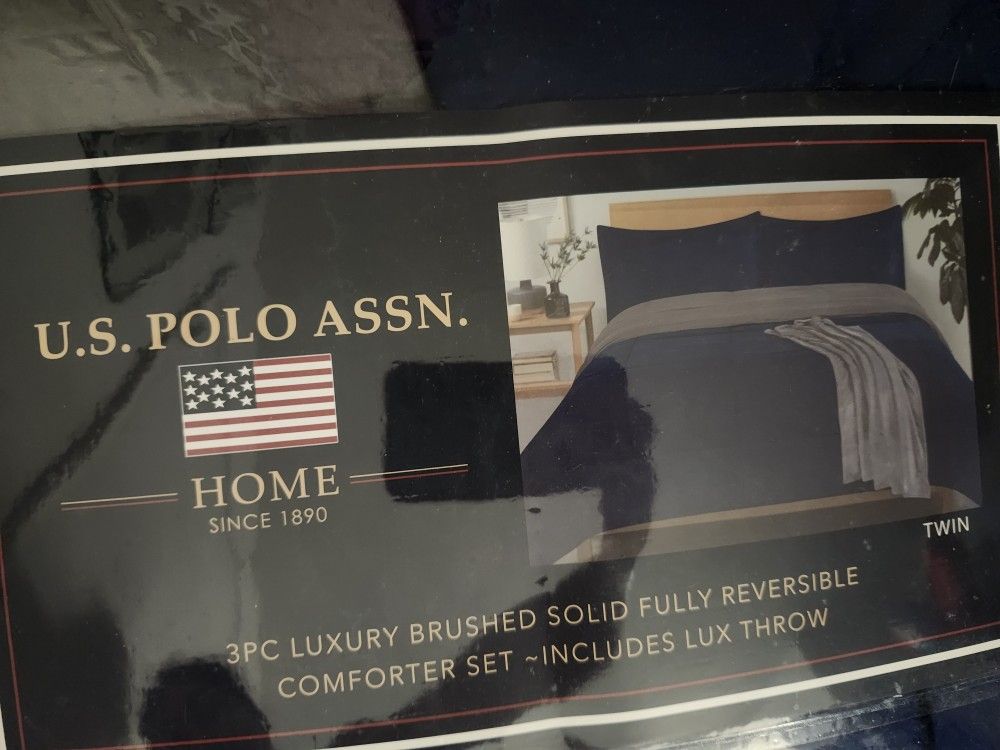 U.S. POLO ASSN.
HOME
SINCE 1890
TWIN
3PC LUXURY BRUSHED SOLID FULLY REVERSIBLE
COMFORTER SET ~INCLUDES LUX THROW